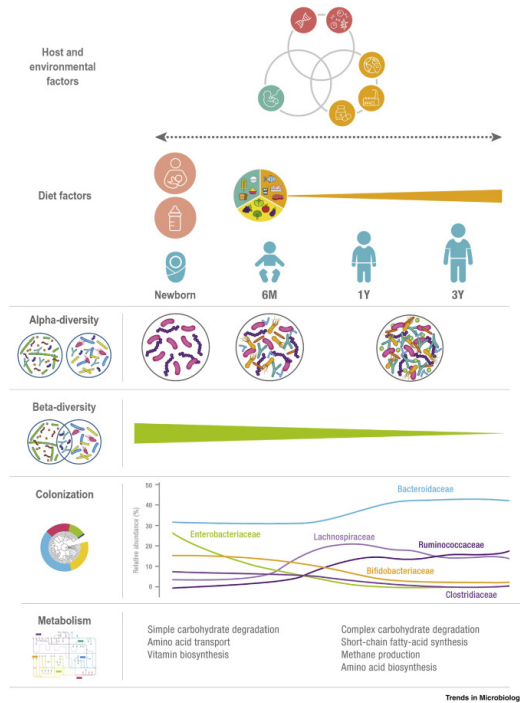 Host and
environmental
factors
Diet factors
Newborn 6M 1Y 3Y
Alpha-diversity
Beta-diversity
Colonization
Relative abundance (%)
50
40
30
20
10
0
Bacteroidaceae
Enterobacteriaceae
Lachnospiraceae
Ruminococcaceae
Bifidobacteriaceae
Clostridiaceae
Metabolism
Simple carbohydrate degradation
Amino acid transport
Vitamin biosynthesis
Complex carbohydrate degradation
Short-chain fatty-acid synthesis
Methane production
Amino acid biosynthesis
Trends in Microbiolog